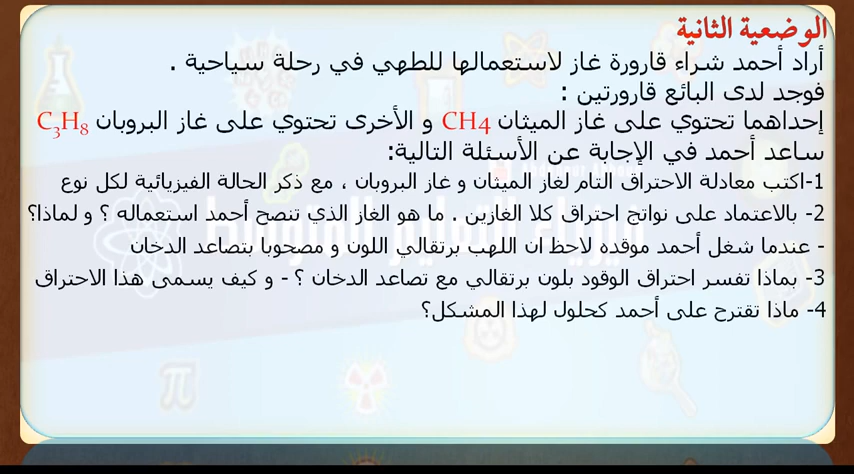 الوضعية الثانية
أراد أحمد شراء قارورة غاز لاستعمالها للطهي في رحلة سياحية .
فوجد لدى البائع قارورتين :
إحداهما تحتوي على غاز الميثان CH4 و الأخرى تحتوي على غاز البروبان C₃H₈
ساعد أحمد في الإجابة عن الأسئلة التالية:
1-اكتب معادلة الاحتراق التام لغاز الميثان و غاز البروبان ، مع ذكر الحالة الفيزيائية لكل نوع
2- بالاعتماد على نواتج احتراق كلا الغازين . ما هو الغاز الذي تنصح أحمد استعماله ؟ و لماذا؟
- عندما شغل أحمد موقده لاحظ ان اللهب برتقالي اللون و مصحوبا بتصاعد الدخان
3- بماذا تفسر احتراق الوقود بلون برتقالي مع تصاعد الدخان ؟ - و كيف يسمى هذا الاحتراق
4- ماذا تقترح على أحمد كحلول لهذا المشكل؟